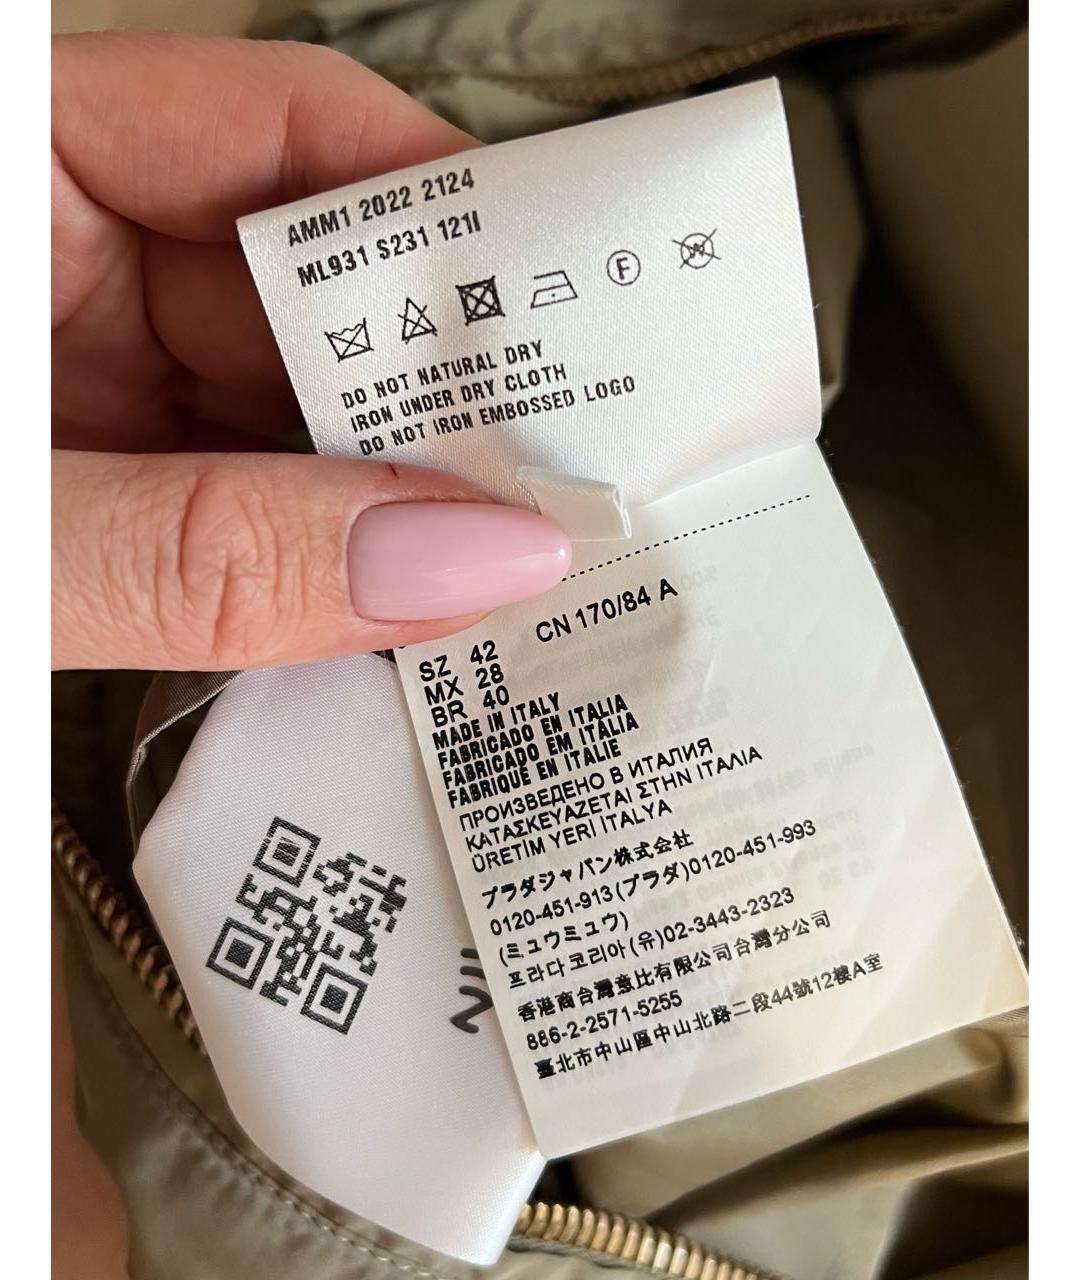 AMM1 2022 2124
ML931 S231 121I
F
W
DO NOT NATURAL DRY
IRON UNDER DRY CLOTH
DO NOT IRON EMBOSSED LOGO
CN 170/84 A
SZ 42
MX 28
BR 40
MADE IN ITALY
FABRICADO EN ITALIA
FABRICADO EM ITÁLIA
FABRIQUÉ EN ITALIE
ПРОИЗВЕДЕНО В ИТАЛИЯ
ΚΑΤΑΣΚΕΥΑΖΕΤΑΙ ΣΤΗΝ ΙΤΑΛΙΑ
ÜRETİM YERİ İTALYA
プラダジャパン株式会社
0120-451-913(プラダ)0120-451-993
(ミュウミュウ)
프라다코리아(유)02-3443-2323
香港商台灣意比有限公司台灣分公司
886-2-2571-5255
臺北市中山區中山北路二段44號12樓A室